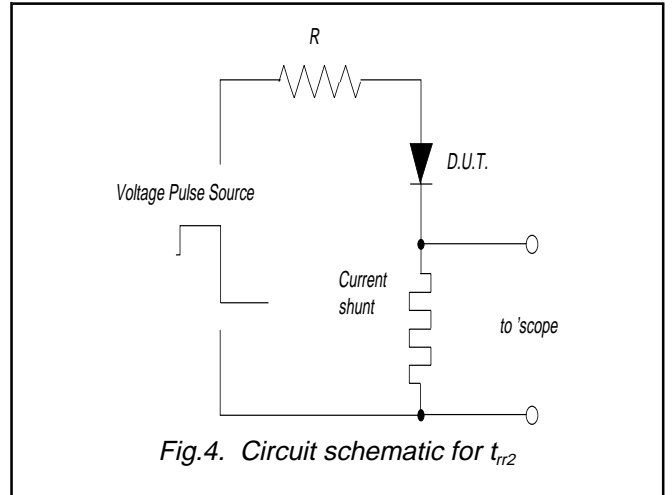 R
D.U.T.
Voltage Pulse Source
Current
shunt
to 'scope
Fig.4. Circuit schematic for trr2